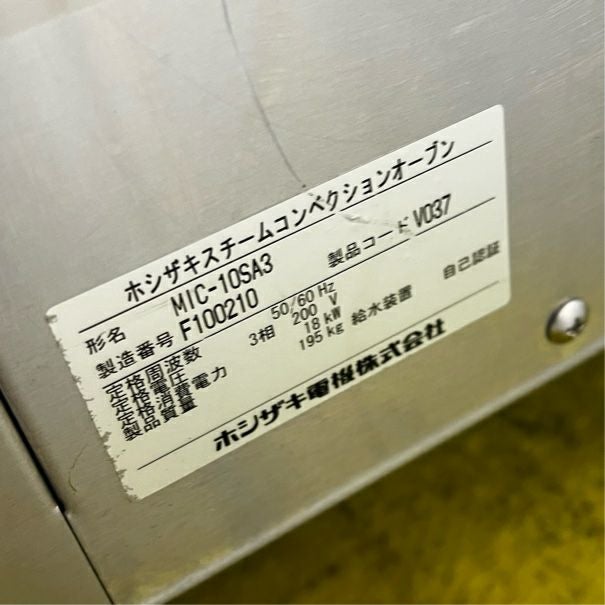 ホシザキスチームコンベクションオーブン
形名 MIC-10SA3 製品コード V037
製造番号 F100210
定格周波数 50/60 Hz
定格電圧 3相 200 V
定格消費電力 18 kW 給水装置 自己認証
製品質量 195 kg
ホシザキ電機株式会社